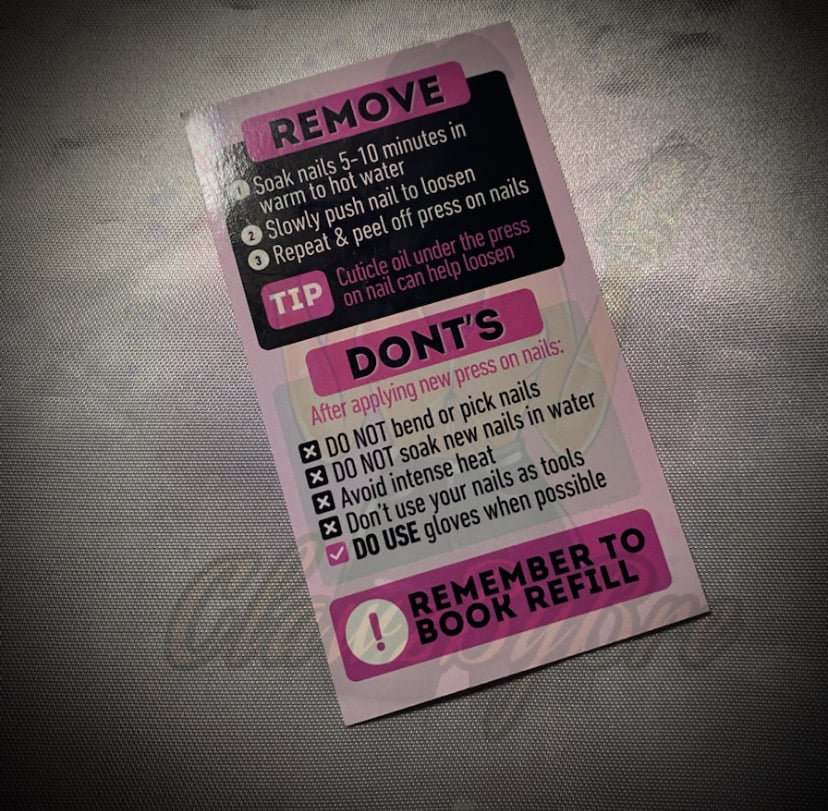 REMOVE
1 Soak nails 5-10 minutes in
warm to hot water
2 Slowly push nail to loosen
3 Repeat & peel off press on nails
TIP
Cuticle oil under the press
on nail can help loosen
DONT'S
After applying new press on nails:
DO NOT bend or pick nails
DO NOT soak new nails in water
Avoid intense heat
Don't use your nails as tools
DO USE gloves when possible
! REMEMBER TO
BOOK REFILL